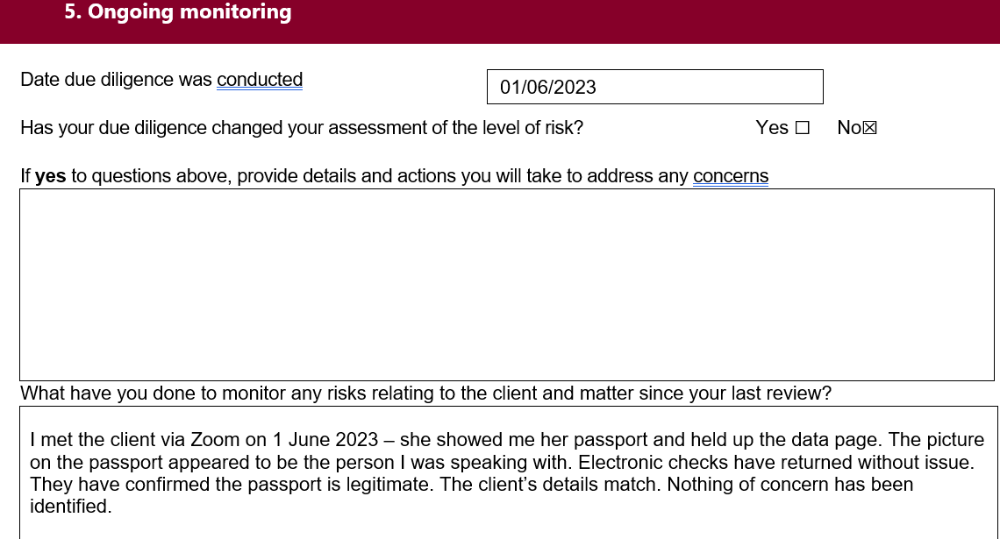 5. Ongoing monitoring
Date due diligence was conducted
01/06/2023
Has your due diligence changed your assessment of the level of risk? Yes ☐ No☒
If yes to questions above, provide details and actions you will take to address any concerns
What have you done to monitor any risks relating to the client and matter since your last review?
I met the client via Zoom on 1 June 2023 – she showed me her passport and held up the data page. The picture
on the passport appeared to be the person I was speaking with. Electronic checks have returned without issue.
They have confirmed the passport is legitimate. The client’s details match. Nothing of concern has been
identified.